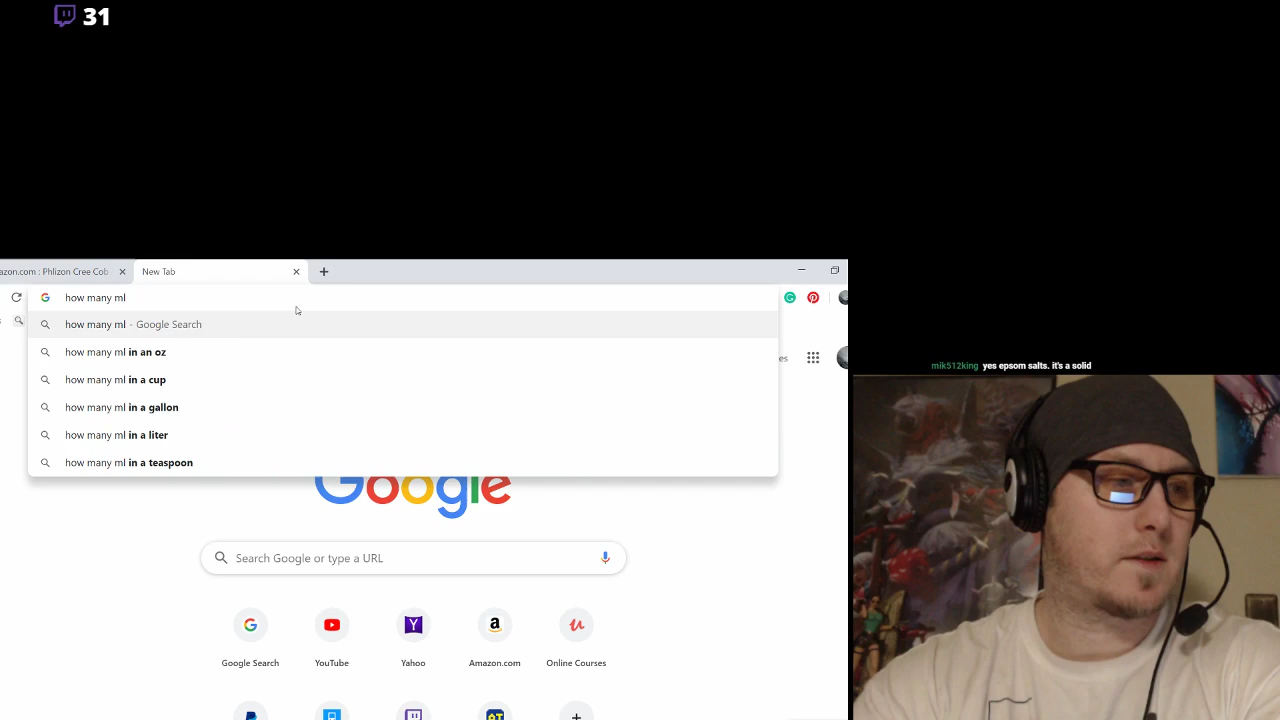 31
azon.com : Phlizon Cree Cob
New Tab
how many ml
how many ml - Google Search
how many ml in an oz
how many ml in a cup
how many ml in a gallon
how many ml in a liter
how many ml in a teaspoon
es
mik512king yes epsom salts. it's a solid
Google
Search Google or type a URL
Google Search
YouTube
Yahoo
Amazon.com
Online Courses